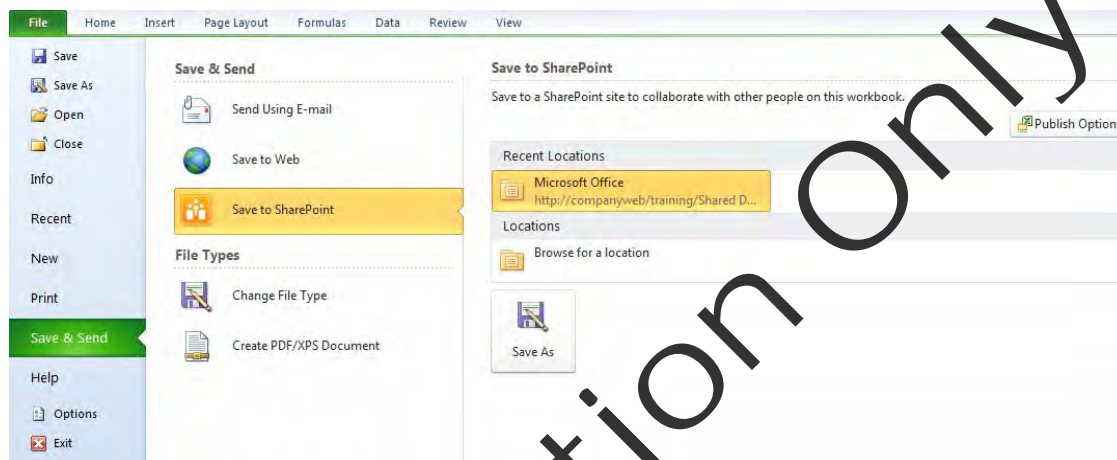 File Home Insert Page Layout Formulas Data Review View
Save
Save As
Open
Close
Info
Recent
New
Print
Save & Send
Help
Options
Exit
Save & Send
Send Using E-mail
Save to Web
Save to SharePoint
File Types
Change File Type
Create PDF/XPS Document
Save to SharePoint
Save to a SharePoint site to collaborate with other people on this workbook.
Publish Option
Recent Locations
Microsoft Office
http://companyweb/training/Shared D...
Locations
Browse for a location
Save As
tion Only